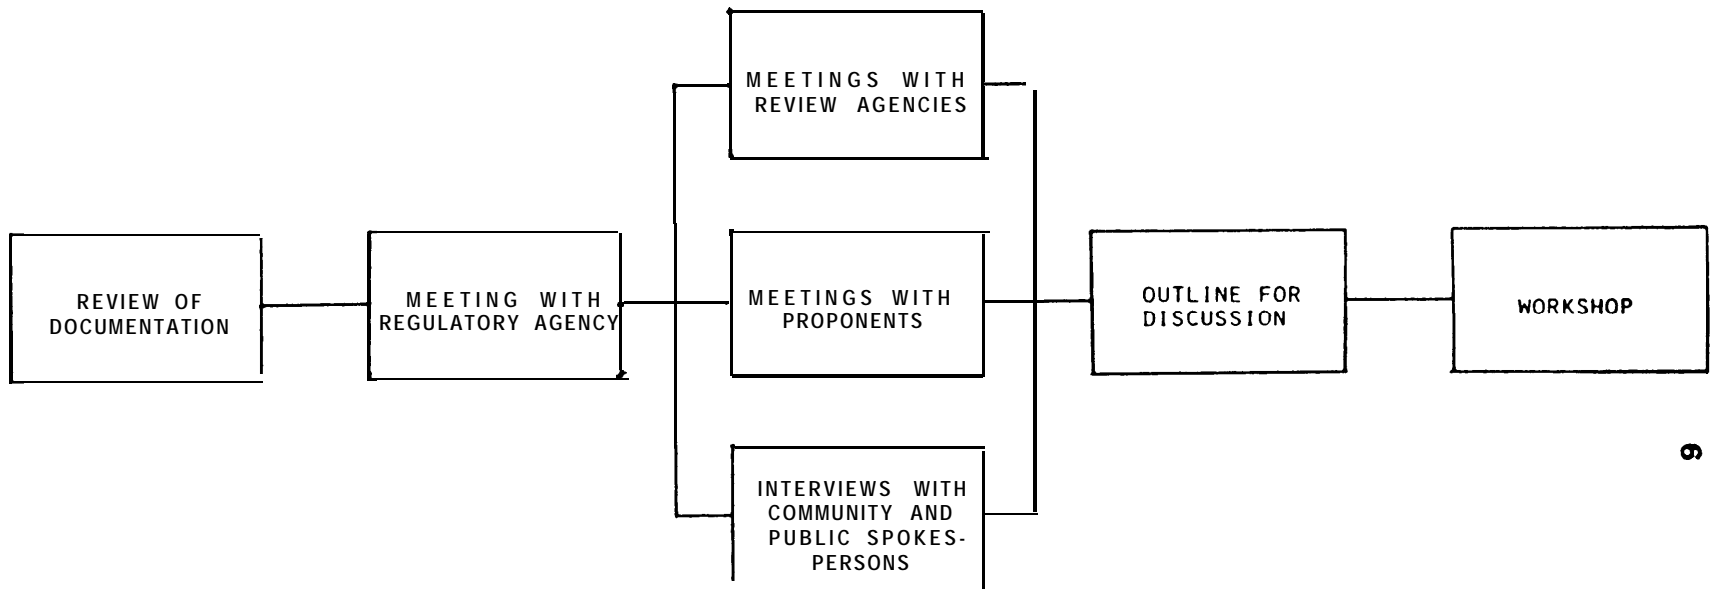 REVIEW OF
DOCUMENTATION
MEETING WITH
REGULATORY AGENCY
MEETINGS WITH
REVIEW AGENCIES
MEETINGS WITH
PROPONENTS
INTERVIEWS WITH
COMMUNITY AND
PUBLIC SPOKES-
PERSONS
OUTLINE FOR
DISCUSSION
WORKSHOP